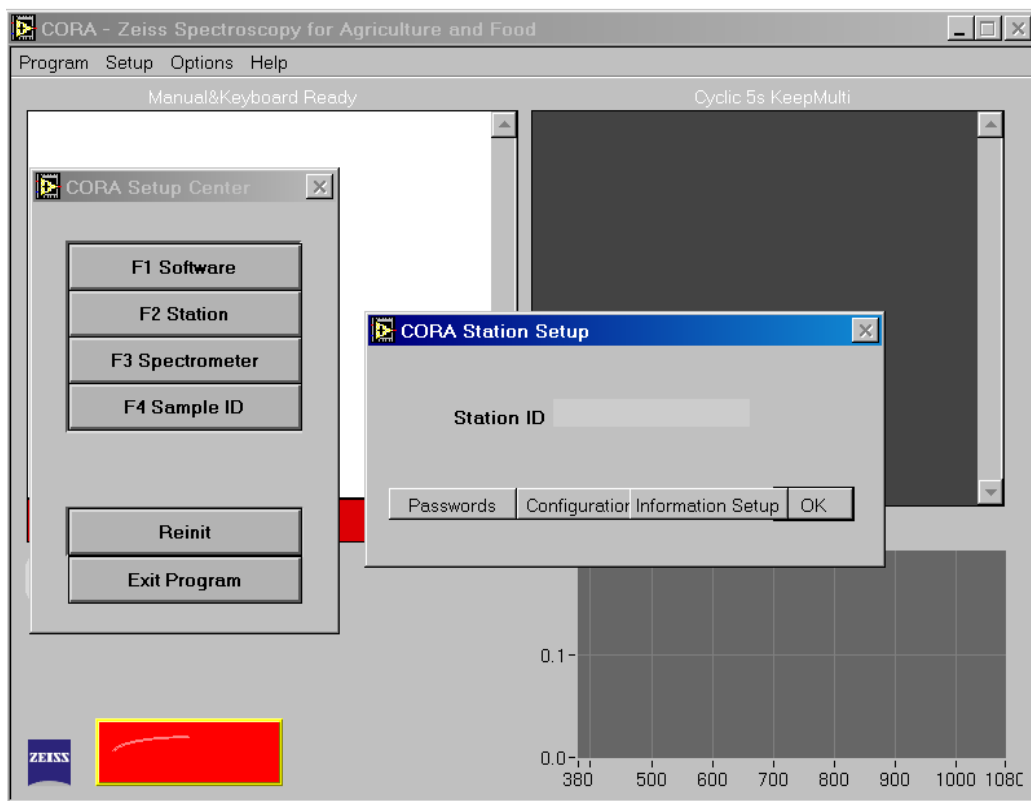 CORA - Zeiss Spectroscopy for Agriculture and Food
Program Setup Options Help
Manual&Keyboard Ready
Cyclic 5s KeepMulti
CORA Setup Center
F1 Software
F2 Station
F3 Spectrometer
F4 Sample ID
Reinit
Exit Program
CORA Station Setup
Station ID
Passwords Configuration Information Setup OK
0.1
0.0
380 500 600 700 800 900 1000 1080
ZEISS